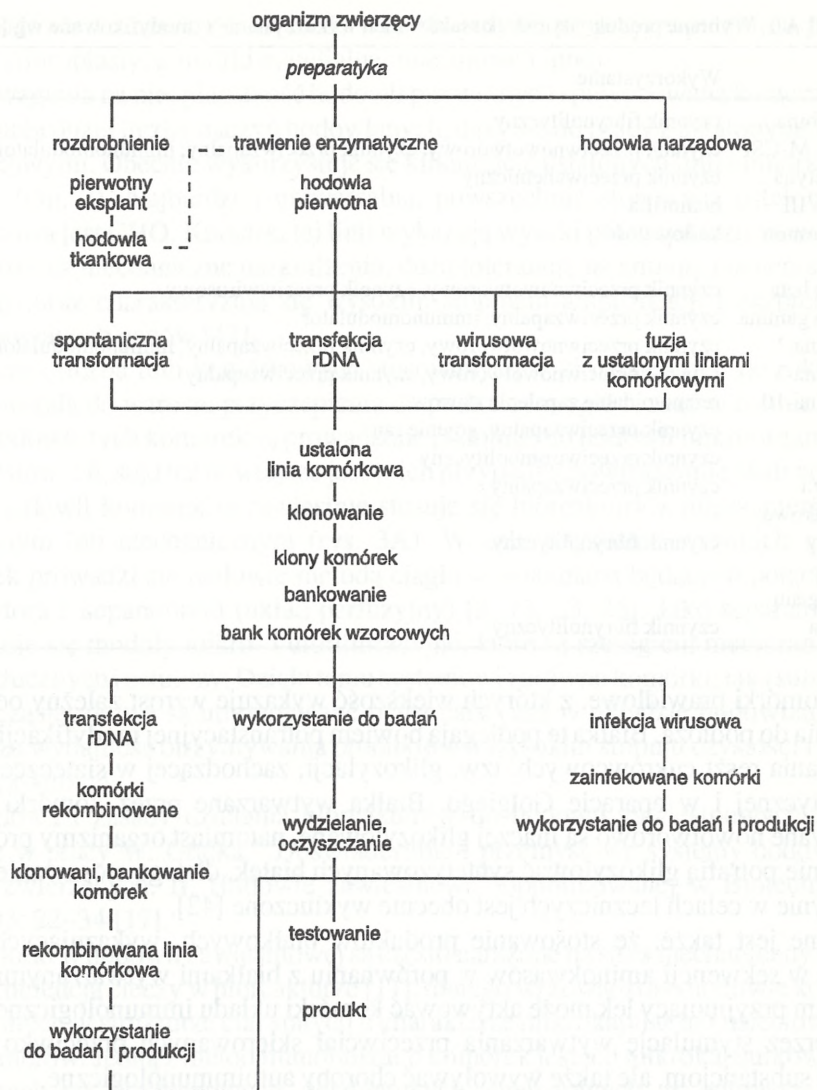 organizm zwierzęcy
preparatyka
rozdrobnienie
trawienie enzymatyczne
hodowla narządowa
pierwotny
eksplant
hodowla
pierwotna
hodowla
tkankowa
spontaniczna
transformacja
transfekcja
rDNA
wirusowa
transformacja
fuzja
z ustalonymi liniami
komórkowymi
ustalona
linia komórkowa
klonowanie
klony komórek
bankowanie
bank komórek wzorcowych
transfekcja
rDNA
wykorzystanie do badań
infekcja wirusowa
komórki
rekombinowane
wydzielanie,
oczyszczanie
zainfekowane komórki
wykorzystanie do badań i produkcji
klonowani, bankowanie
komórek
testowanie
rekombinowana linia
komórkowa
produkt
wykorzystanie
do badań i produkcji